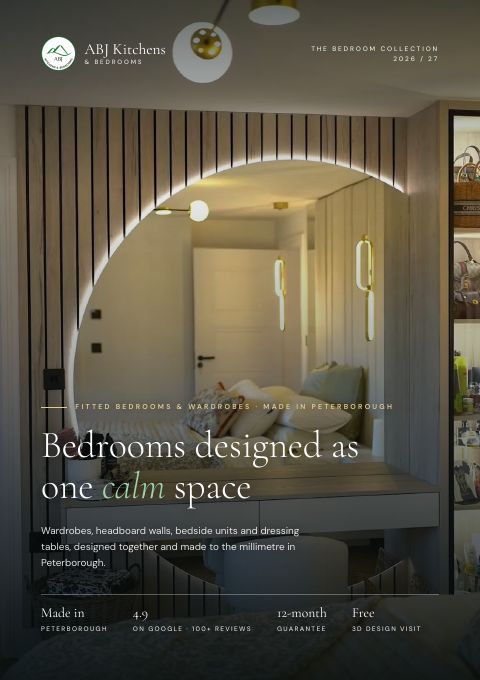 ABJ
ABJ Kitchens
& BEDROOMS
THE BEDROOM COLLECTION
2026 / 27
FITTED BEDROOMS & WARDROBES · MADE IN PETERBOROUGH
Bedrooms designed as
one calm space
Wardrobes, headboard walls, bedside units and dressing
tables, designed together and made to the millimetre in
Peterborough.
Made in
PETERBOROUGH
4.9
ON GOOGLE · 100+ REVIEWS
12-month
GUARANTEE
Free
3D DESIGN VISIT